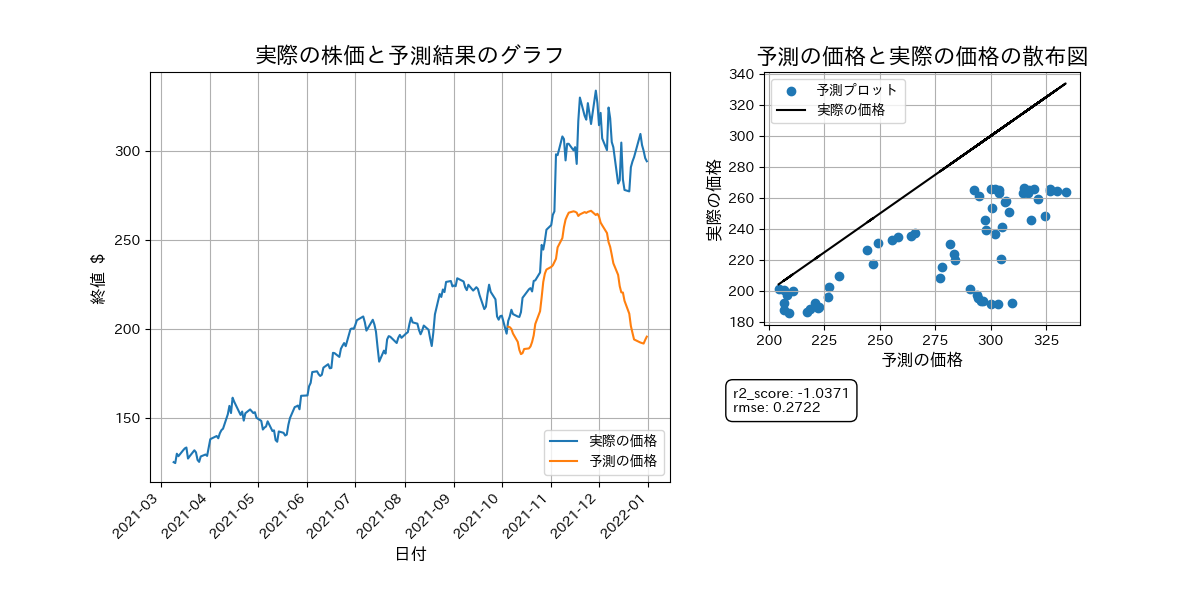 実際の株価と予測結果のグラフ
終値 $
300
250
200
150
2021-03
2021-04
2021-05
2021-06
2021-07
2021-08
2021-09
2021-10
2021-11
2021-12
2022-01
日付
実際の価格
予測の価格
予測の価格と実際の価格の散布図
実際の価格
340
320
300
280
260
240
220
200
180
200
225
250
275
300
325
予測の価格
予測プロット
実際の価格
r2_score: -1.0371
rmse: 0.2722